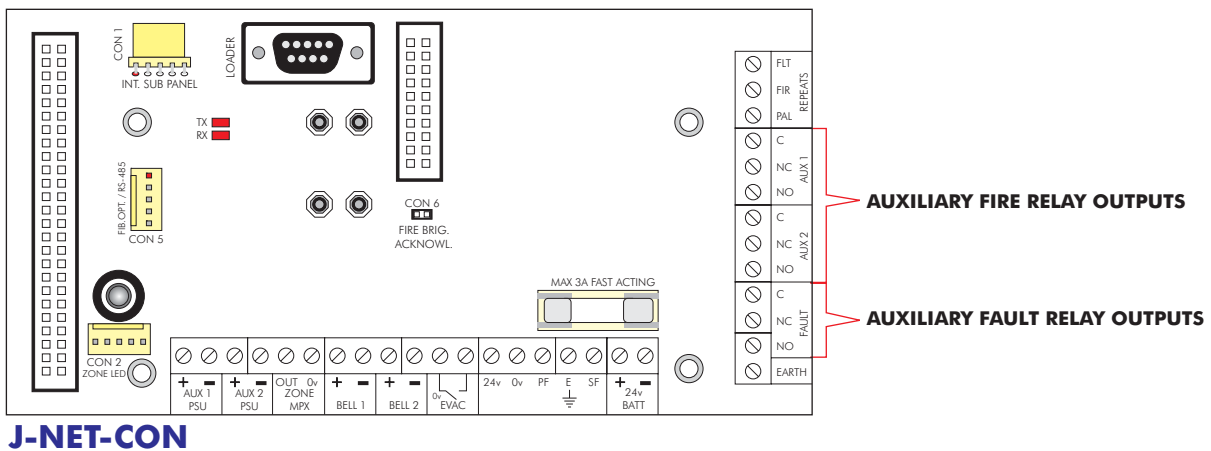 CON 1
INT. SUB PANEL
LOADER
TX
RX
FIB.OPT. / RS-485
CON 5
CON 6
FIRE BRIG.
ACKNOWL.
MAX 3A FAST ACTING
CON 2
ZONE LED
+ −
AUX 1
PSU
+ −
AUX 2
PSU
OUT 0v
ZONE
MPX
+ −
BELL 1
+ −
BELL 2
0v
EVAC
24v 0v PF E SF
+ −
24v
BATT
FLT
FIR
PAL
REPEATS
C
NC
NO
AUX 1
C
NC
NO
AUX 2
C
NC
NO
FAULT
EARTH
AUXILIARY FIRE RELAY OUTPUTS
AUXILIARY FAULT RELAY OUTPUTS
J-NET-CON